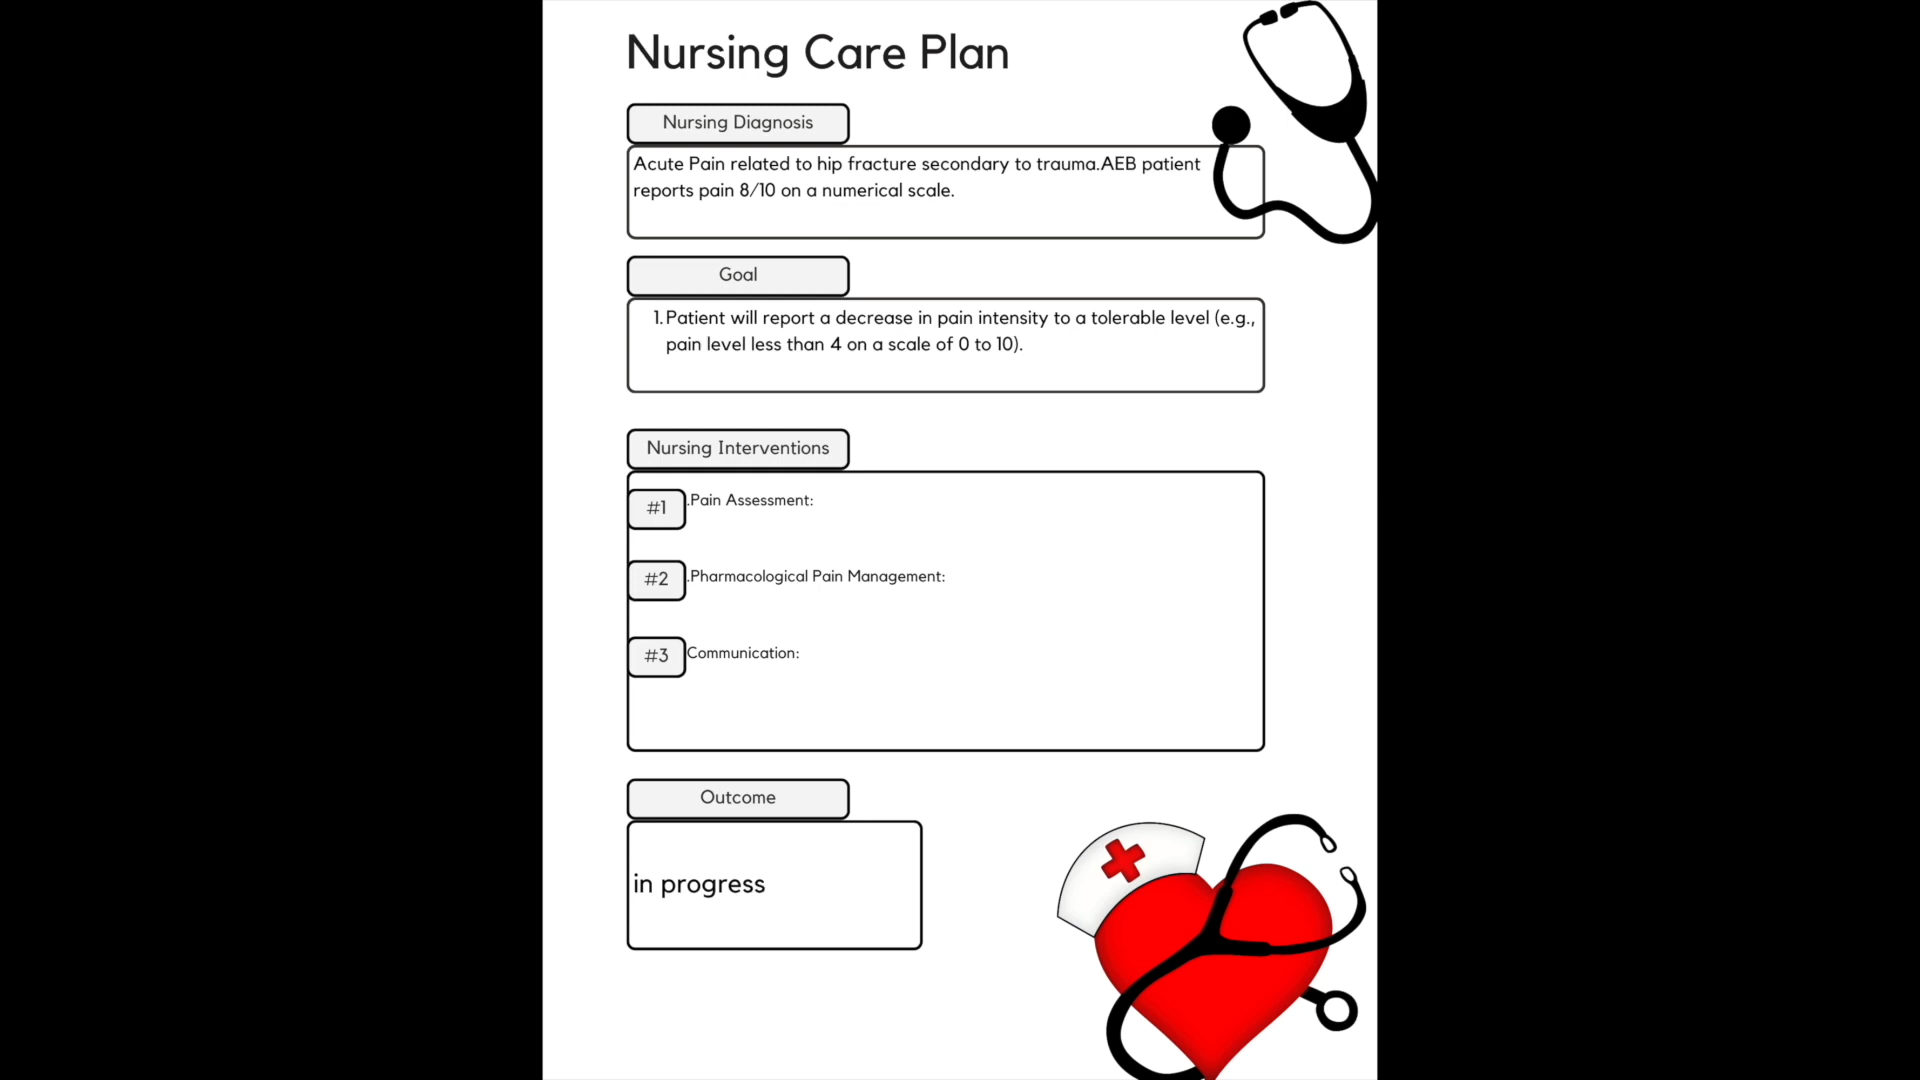 Nursing Care Plan
Nursing Diagnosis
Acute Pain related to hip fracture secondary to trauma.AEB patient
reports pain 8/10 on a numerical scale.
Goal
1.Patient will report a decrease in pain intensity to a tolerable level (e.g.,
pain level less than 4 on a scale of 0 to 10).
Nursing Interventions
#1 .Pain Assessment:
#2 .Pharmacological Pain Management:
#3 Communication:
Outcome
in progress